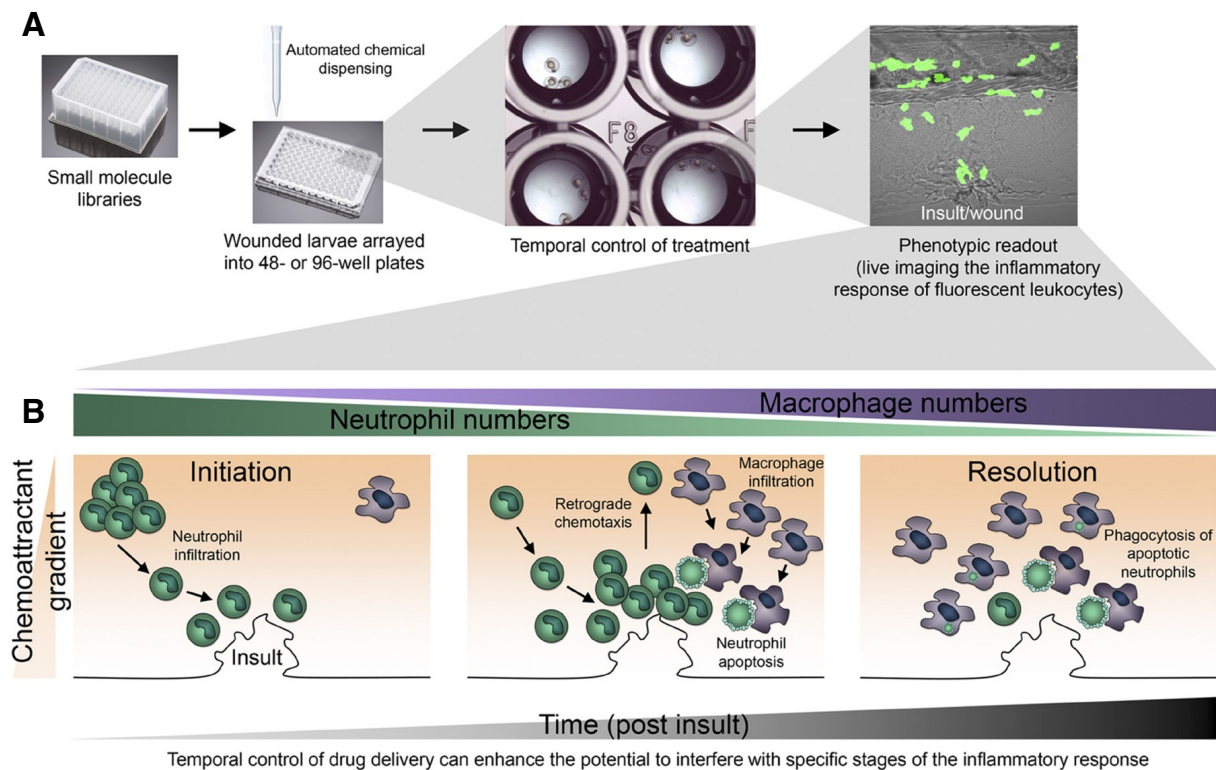 A
Automated chemical
dispensing
Small molecule
libraries
Wounded larvae arrayed
into 48- or 96-well plates
F8
F
Temporal control of treatment
Insult/wound
Phenotypic readout
(live imaging the inflammatory
response of fluorescent leukocytes)
B
Neutrophil numbers
Macrophage numbers
Chemoattractant
gradient
Initiation
Neutrophil
infiltration
Insult
Retrograde
chemotaxis
Macrophage
infiltration
Neutrophil
apoptosis
Resolution
Phagocytosis of
apoptotic
neutrophils
Time (post insult)
Temporal control of drug delivery can enhance the potential to interfere with specific stages of the inflammatory response